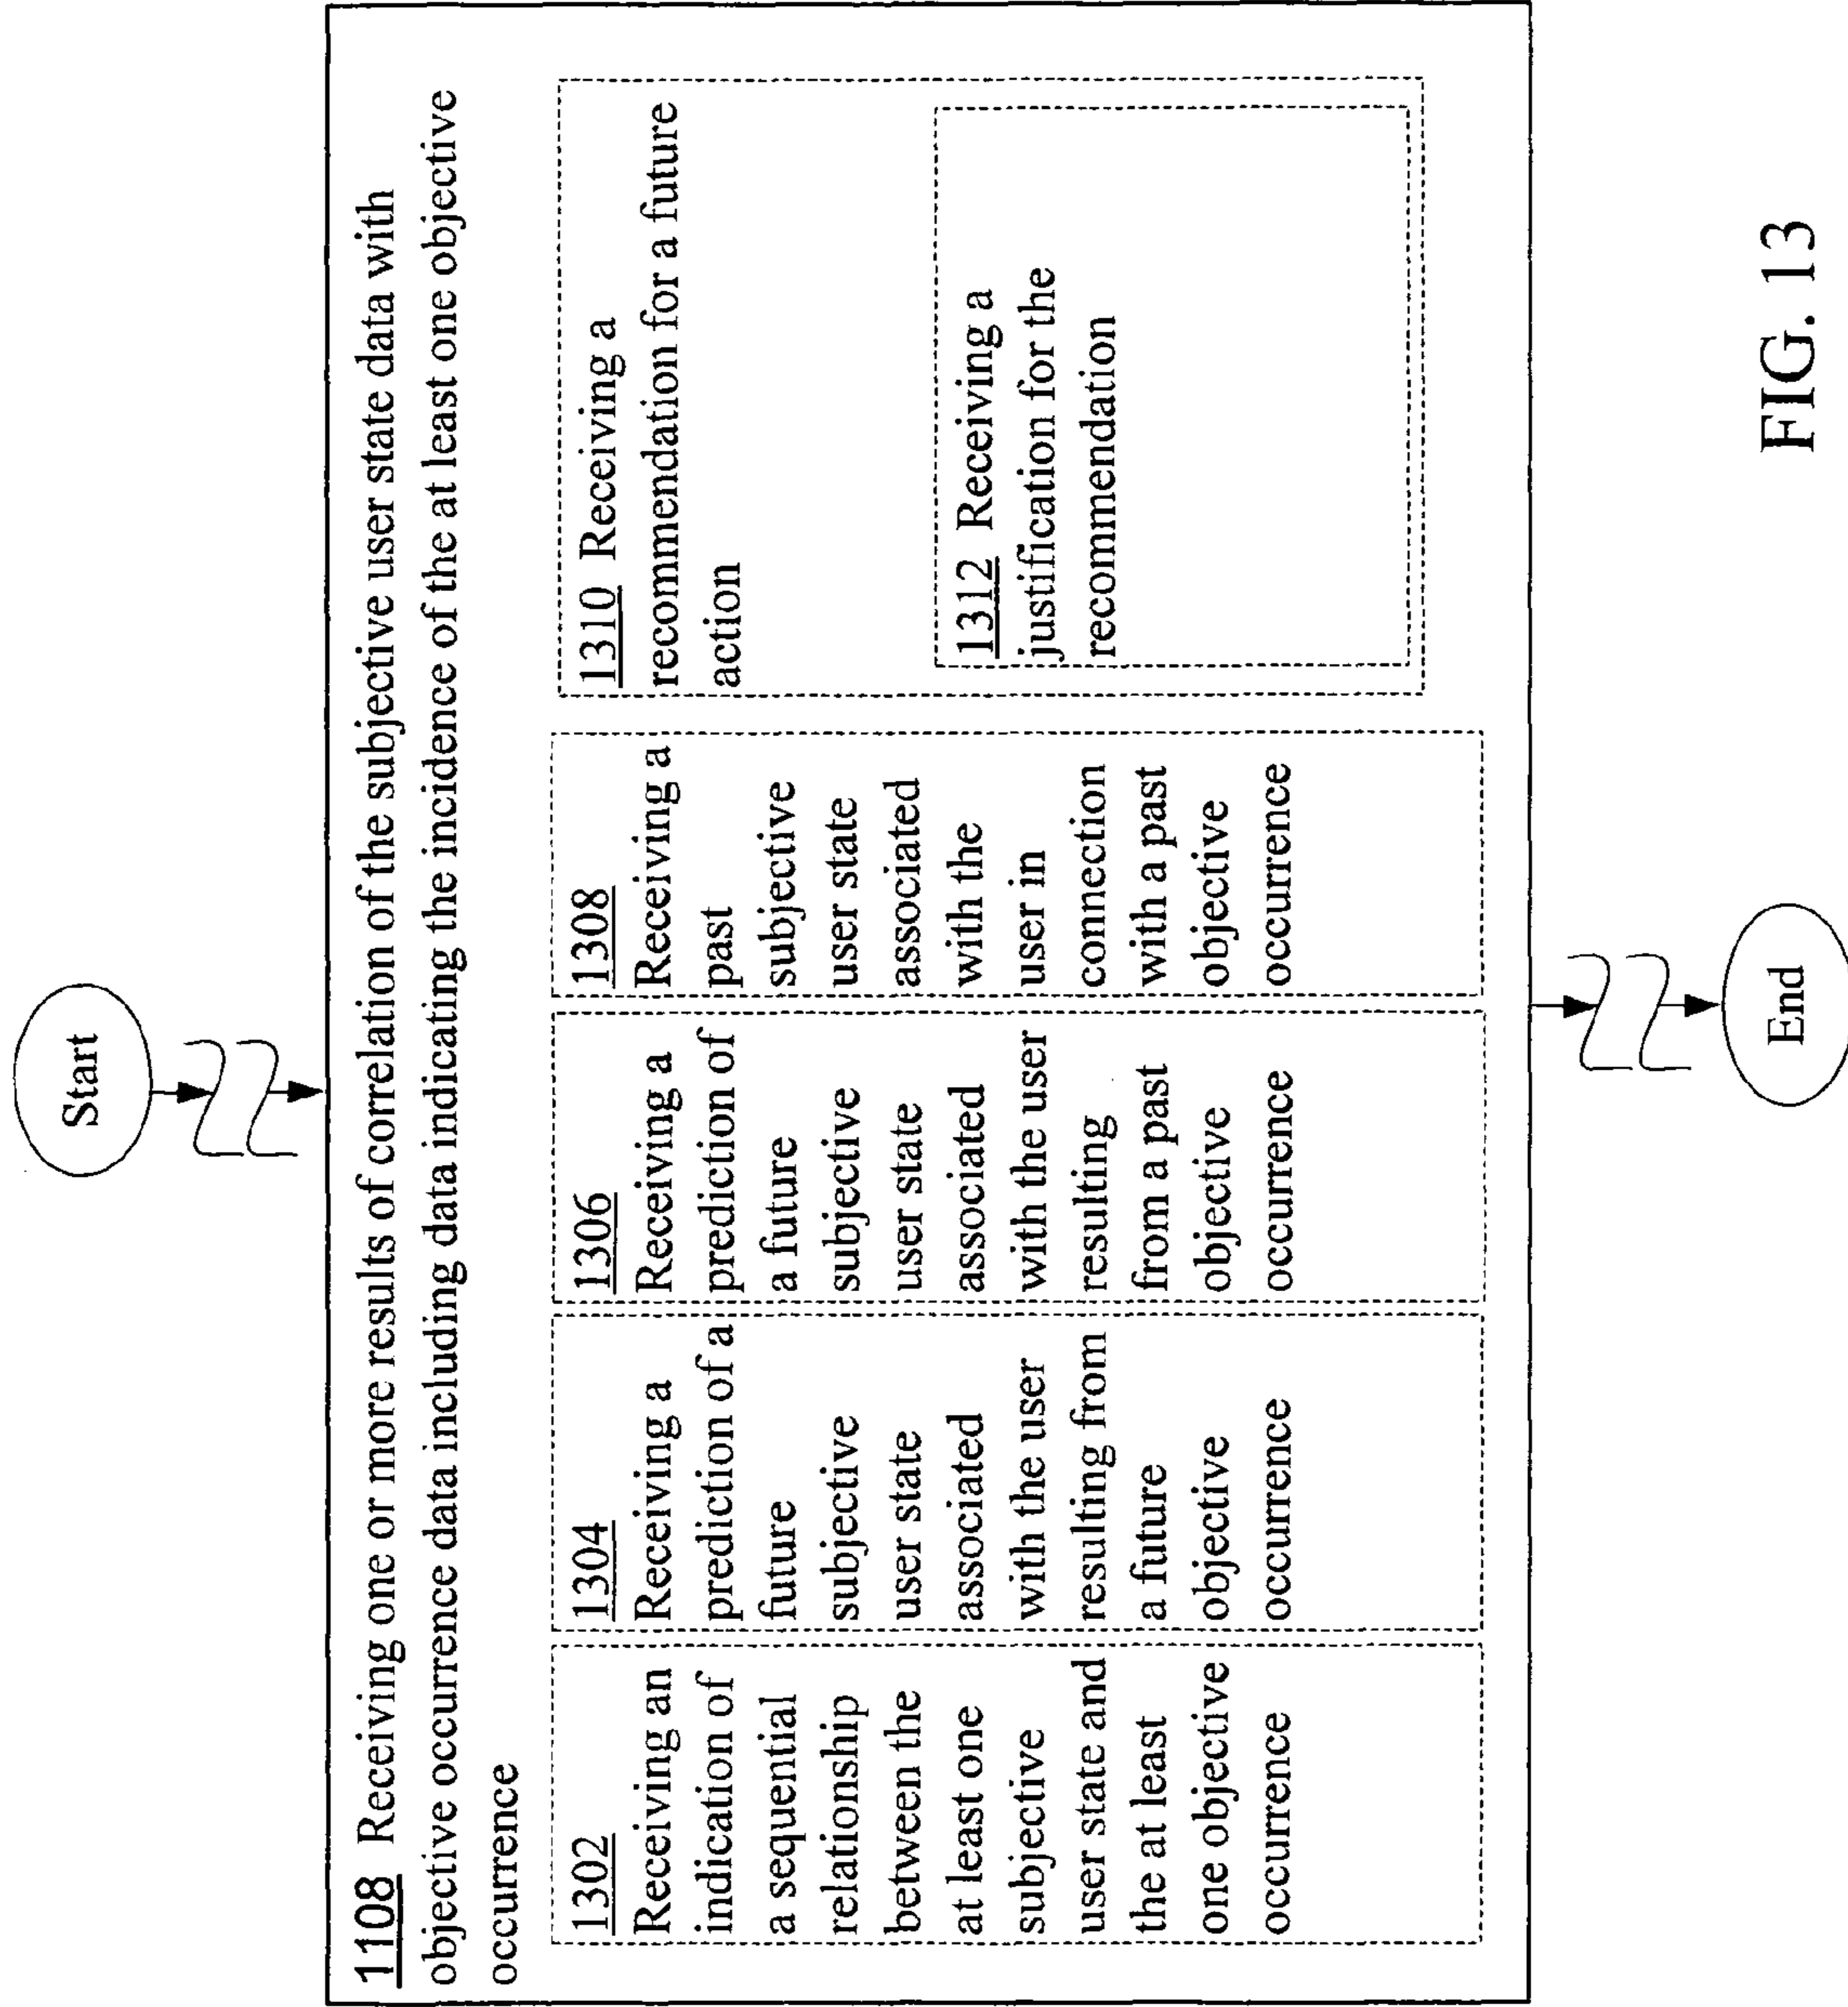 Start
1108 Receiving one or more results of correlation of the subjective user state data with
objective occurrence data including data indicating the incidence of the at least one objective
occurrence
1302
Receiving an
indication of
a sequential
relationship
between the
at least one
subjective
user state and
the at least
one objective
occurrence
1304
Receiving a
prediction of a
future
subjective
user state
associated
with the user
resulting from
a future
objective
occurrence
1306
Receiving a
prediction of
a future
subjective
user state
associated
with the user
resulting
from a past
objective
occurrence
1308
Receiving a
past
subjective
user state
associated
with the
user in
connection
with a past
objective
occurrence
1310 Receiving a
recommendation for a future
action
1312 Receiving a
justification for the
recommendation
End
FIG. 13